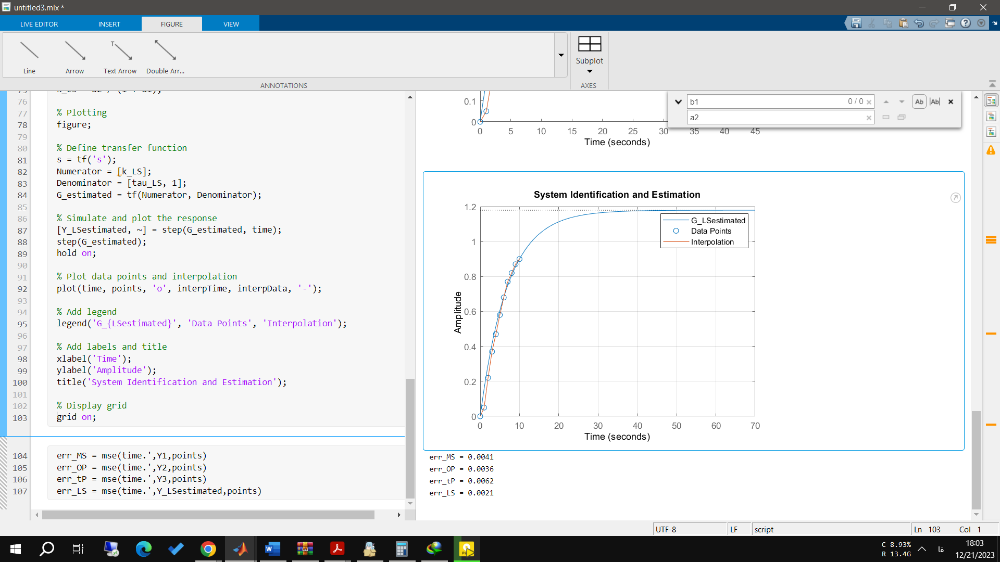 untitled3.mlx *
LIVE EDITOR
INSERT
FIGURE
VIEW
Line
Arrow
Text Arrow
Double Arr...
Subplot
ANNOTATIONS
AXES
76
77 % Plotting
78 figure;
79
80 % Define transfer function
81 s = tf('s');
82 Numerator = [k_LS];
83 Denominator = [tau_LS, 1];
84 G_estimated = tf(Numerator, Denominator);
85
86 % Simulate and plot the response
87 [Y_LSestimated, ~] = step(G_estimated, time);
88 step(G_estimated);
89 hold on;
90
91 % Plot data points and interpolation
92 plot(time, points, 'o', interpTime, interpData, '-');
93
94 % Add legend
95 legend('G_{LSestimated}', 'Data Points', 'Interpolation');
96
97 % Add labels and title
98 xlabel('Time');
99 ylabel('Amplitude');
100 title('System Identification and Estimation');
101
102 % Display grid
103 grid on;
104 err_MS = mse(time.',Y1,points)
105 err_OP = mse(time.',Y2,points)
106 err_tP = mse(time.',Y3,points)
107 err_LS = mse(time.',Y_LSestimated,points)
b1 0 / 0
Ab |Ab|
a2
0.1
0
0 5 10 15 20 25 30 35 40 45
Time (seconds)
System Identification and Estimation
1.2
1
0.8
0.6
0.4
0.2
0
Amplitude
G_LSestimated
Data Points
Interpolation
0 10 20 30 40 50 60 70
Time (seconds)
err_MS = 0.0041
err_OP = 0.0036
err_tP = 0.0062
err_LS = 0.0021
UTF-8 LF script Ln 103 Col 1
C 8.93%
R 13.4G
فا
18:03
12/21/2023